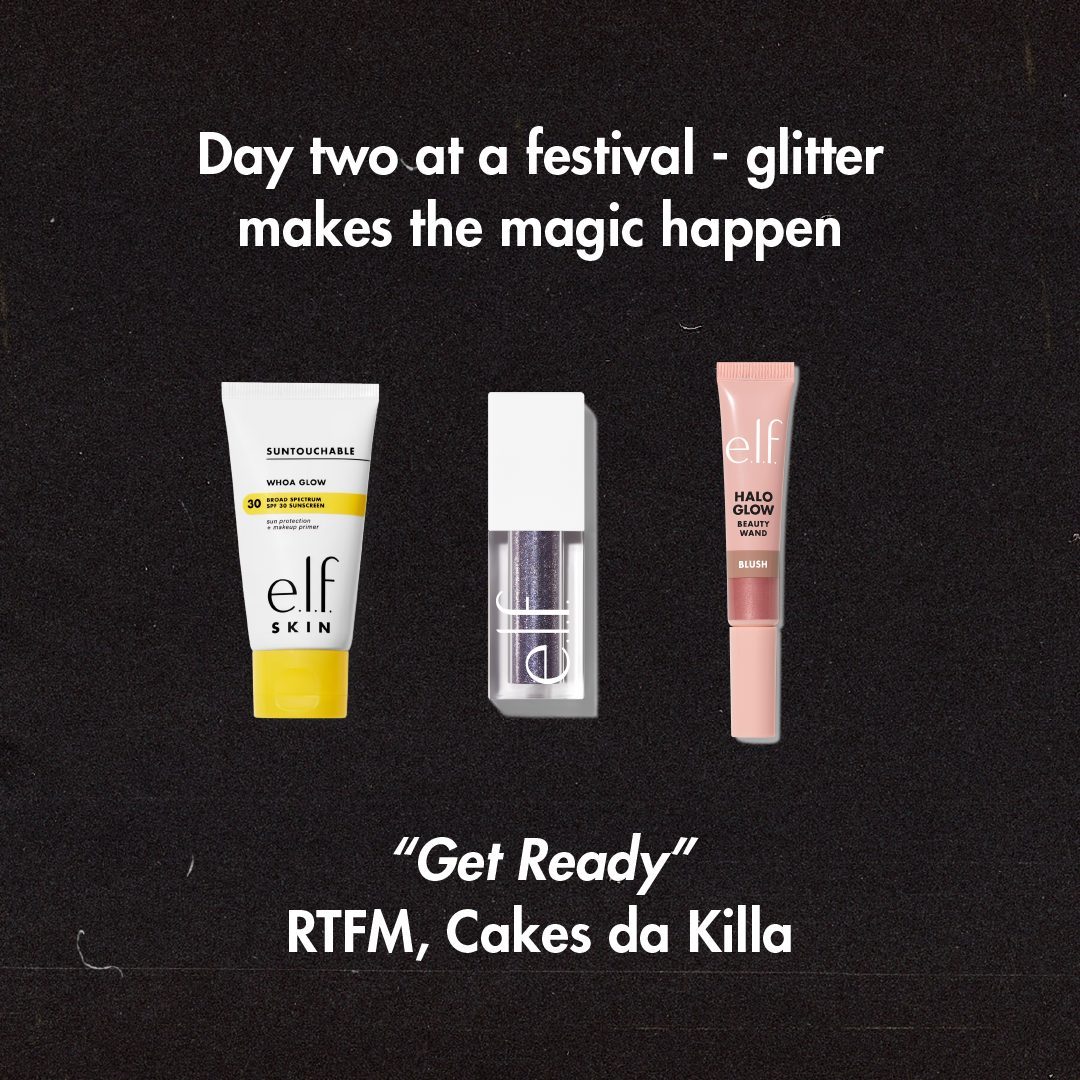 Day two at a festival - glitter
makes the magic happen
SUNTOUCHABLE
WHOA GLOW
30 BROAD SPECTRUM
SPF 30 SUNSCREEN
sun protection
+ makeup primer
e.l.f.
SKIN
e.l.f.
e.l.f.
HALO
GLOW
BEAUTY
WAND
BLUSH
“Get Ready”
RTFM, Cakes da Killa